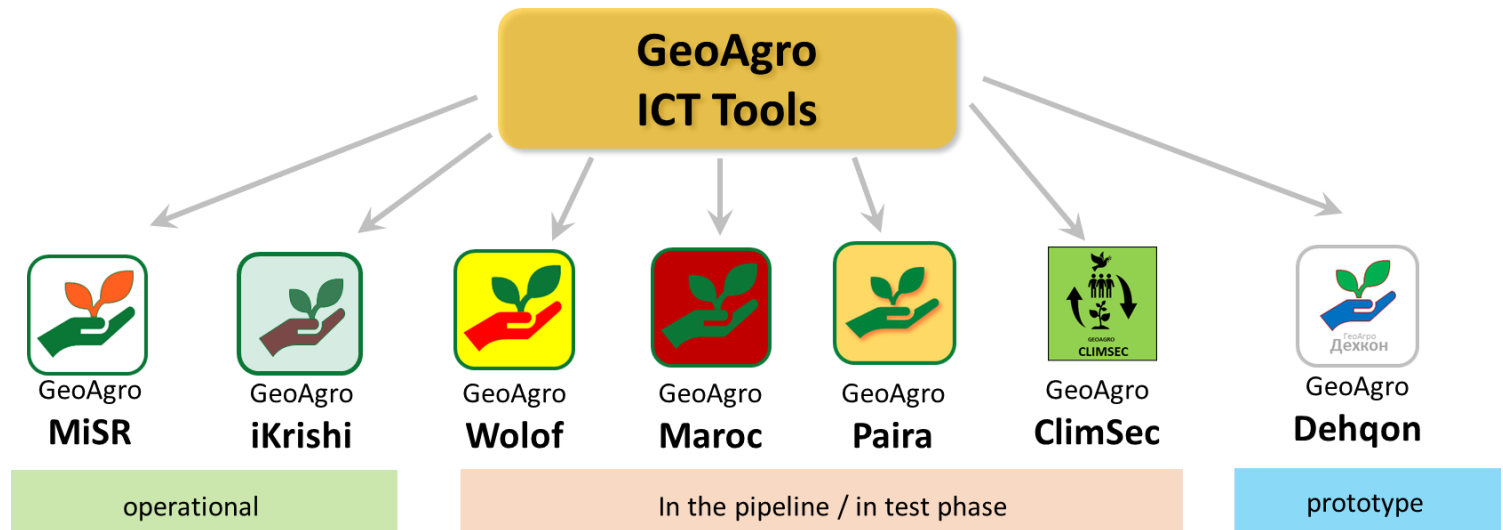 GeoAgro
ICT Tools
GeoAgro
MiSR
GeoAgro
iKrishi
GeoAgro
Wolof
GeoAgro
Maroc
GeoAgro
Paira
GEOAGRO
CLIMSEC
GeoAgro
ClimSec
ГеоАгро
Дехкон
GeoAgro
Dehqon
operational
In the pipeline / in test phase
prototype